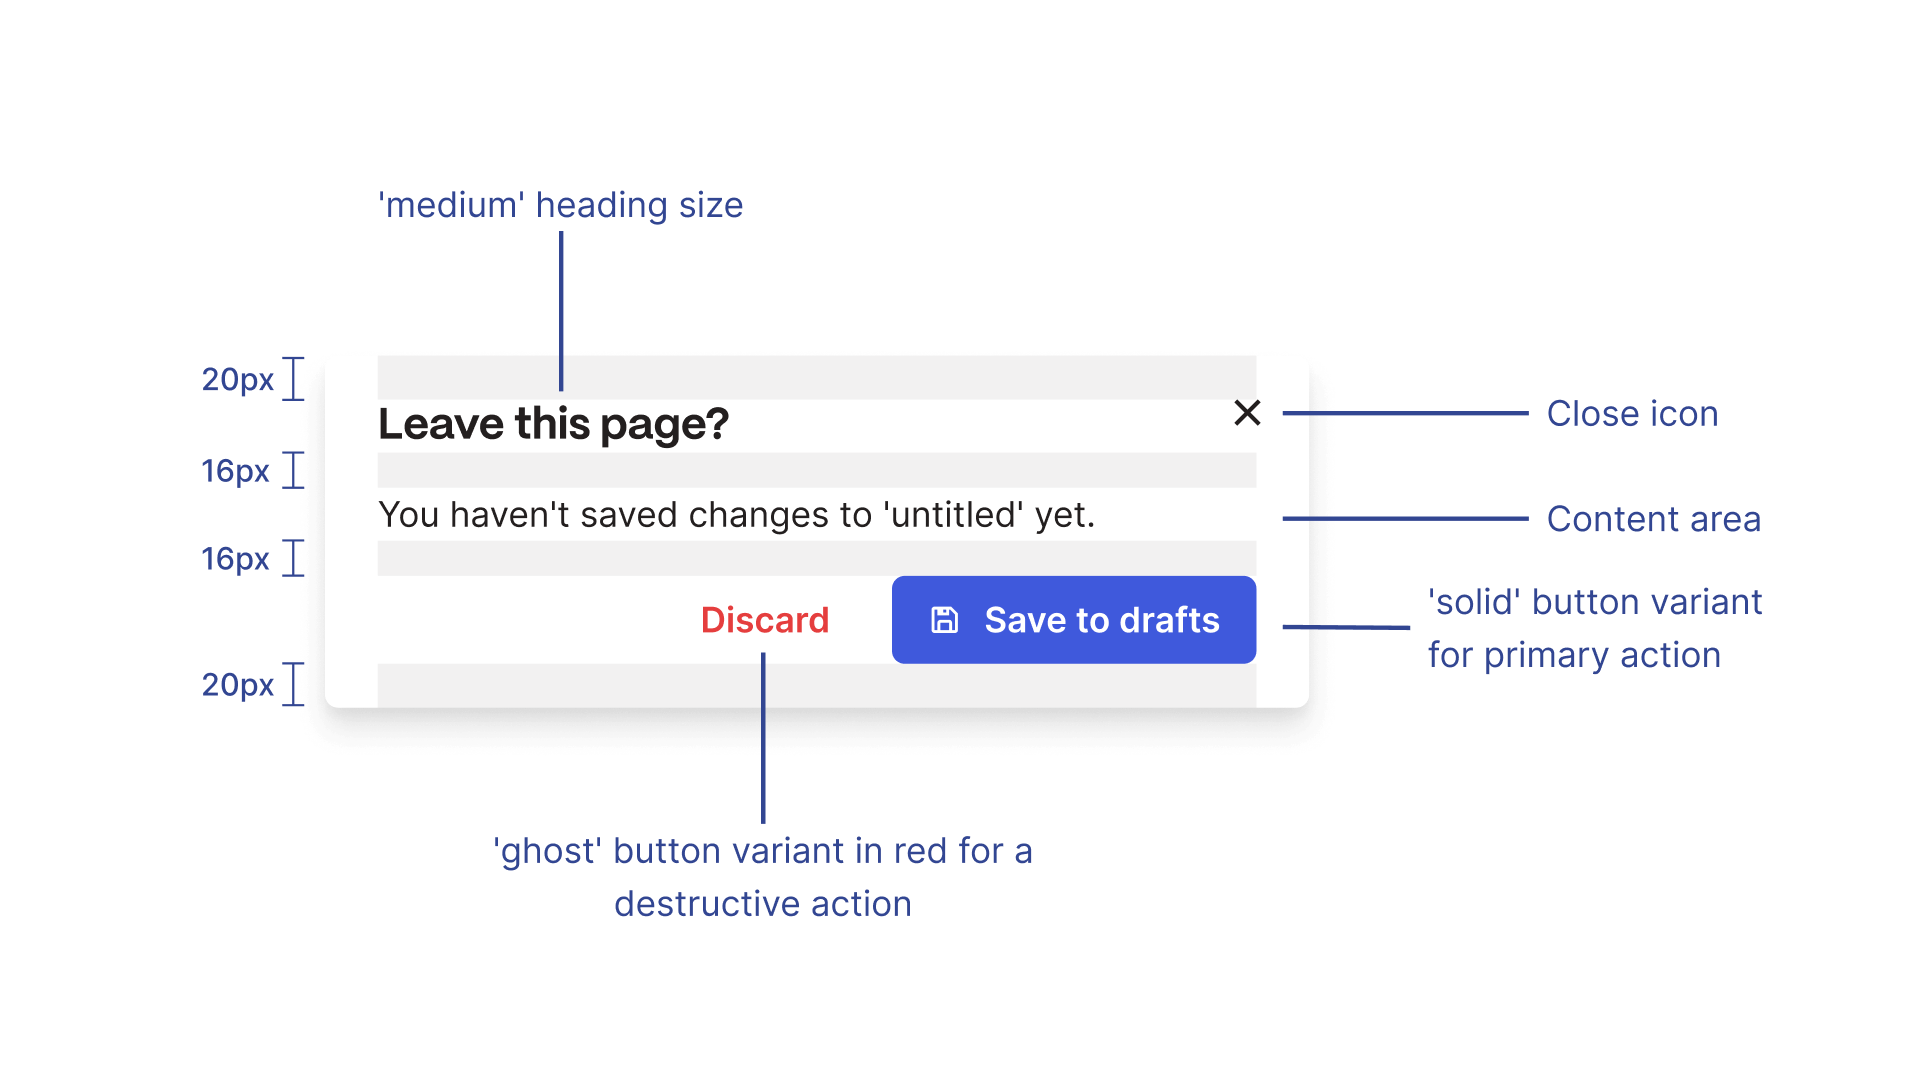 'medium' heading size
20px
Leave this page?
Close icon
16px
You haven't saved changes to 'untitled' yet.
Content area
16px
Discard
Save to drafts
'solid' button variant
for primary action
20px
'ghost' button variant in red for a
destructive action